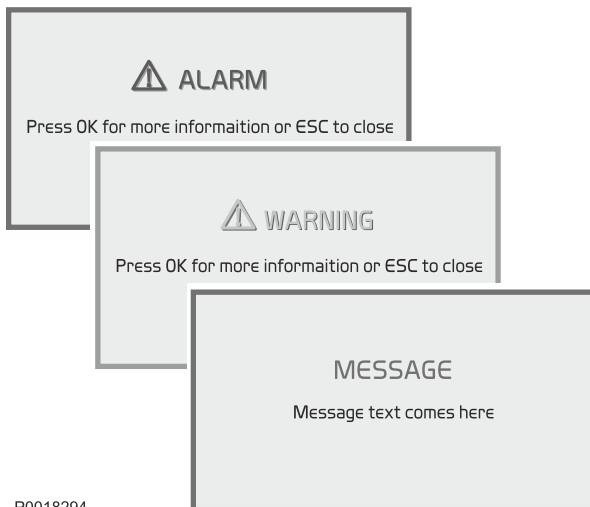 ALARM
Press OK for more informaition or ESC to close
WARNING
Press OK for more informaition or ESC to close
MESSAGE
Message text comes here
P0018294